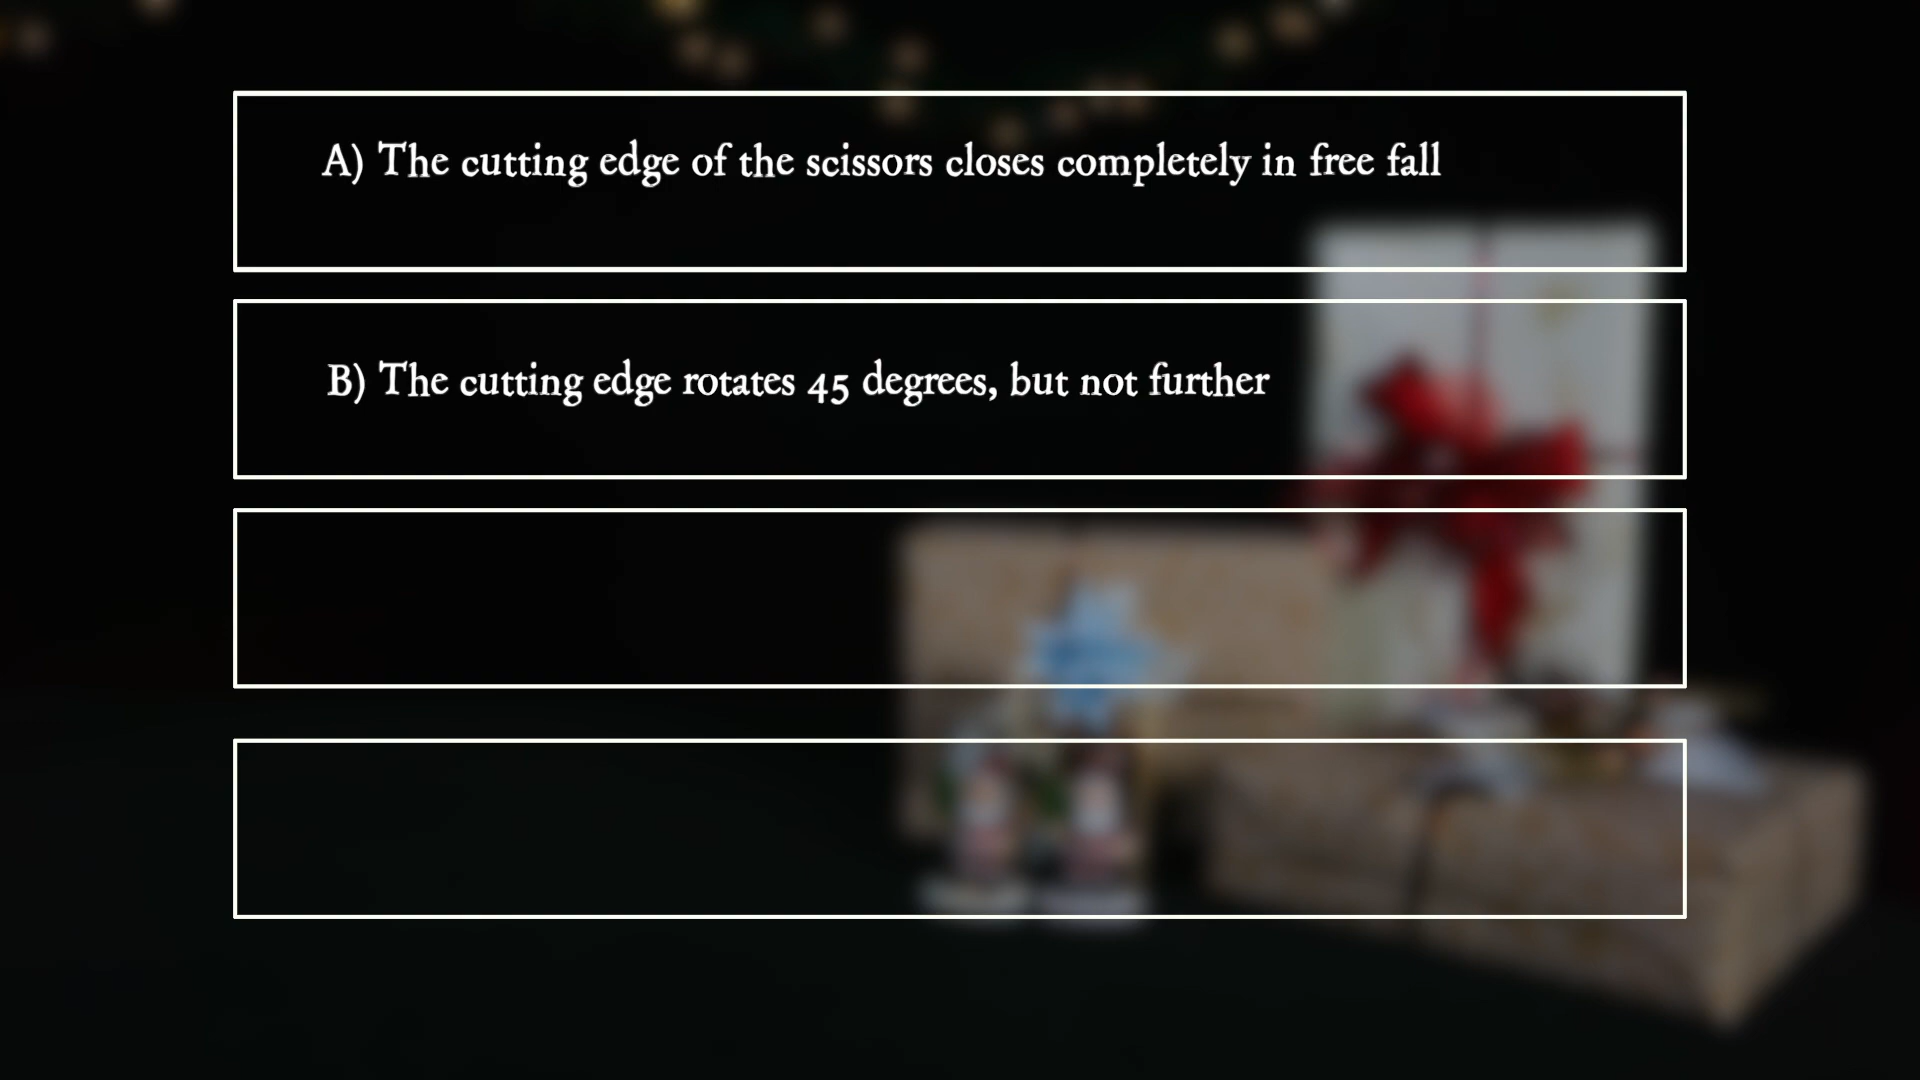 A) The cutting edge of the scissors closes completely in free fall
B) The cutting edge rotates 45 degrees, but not further